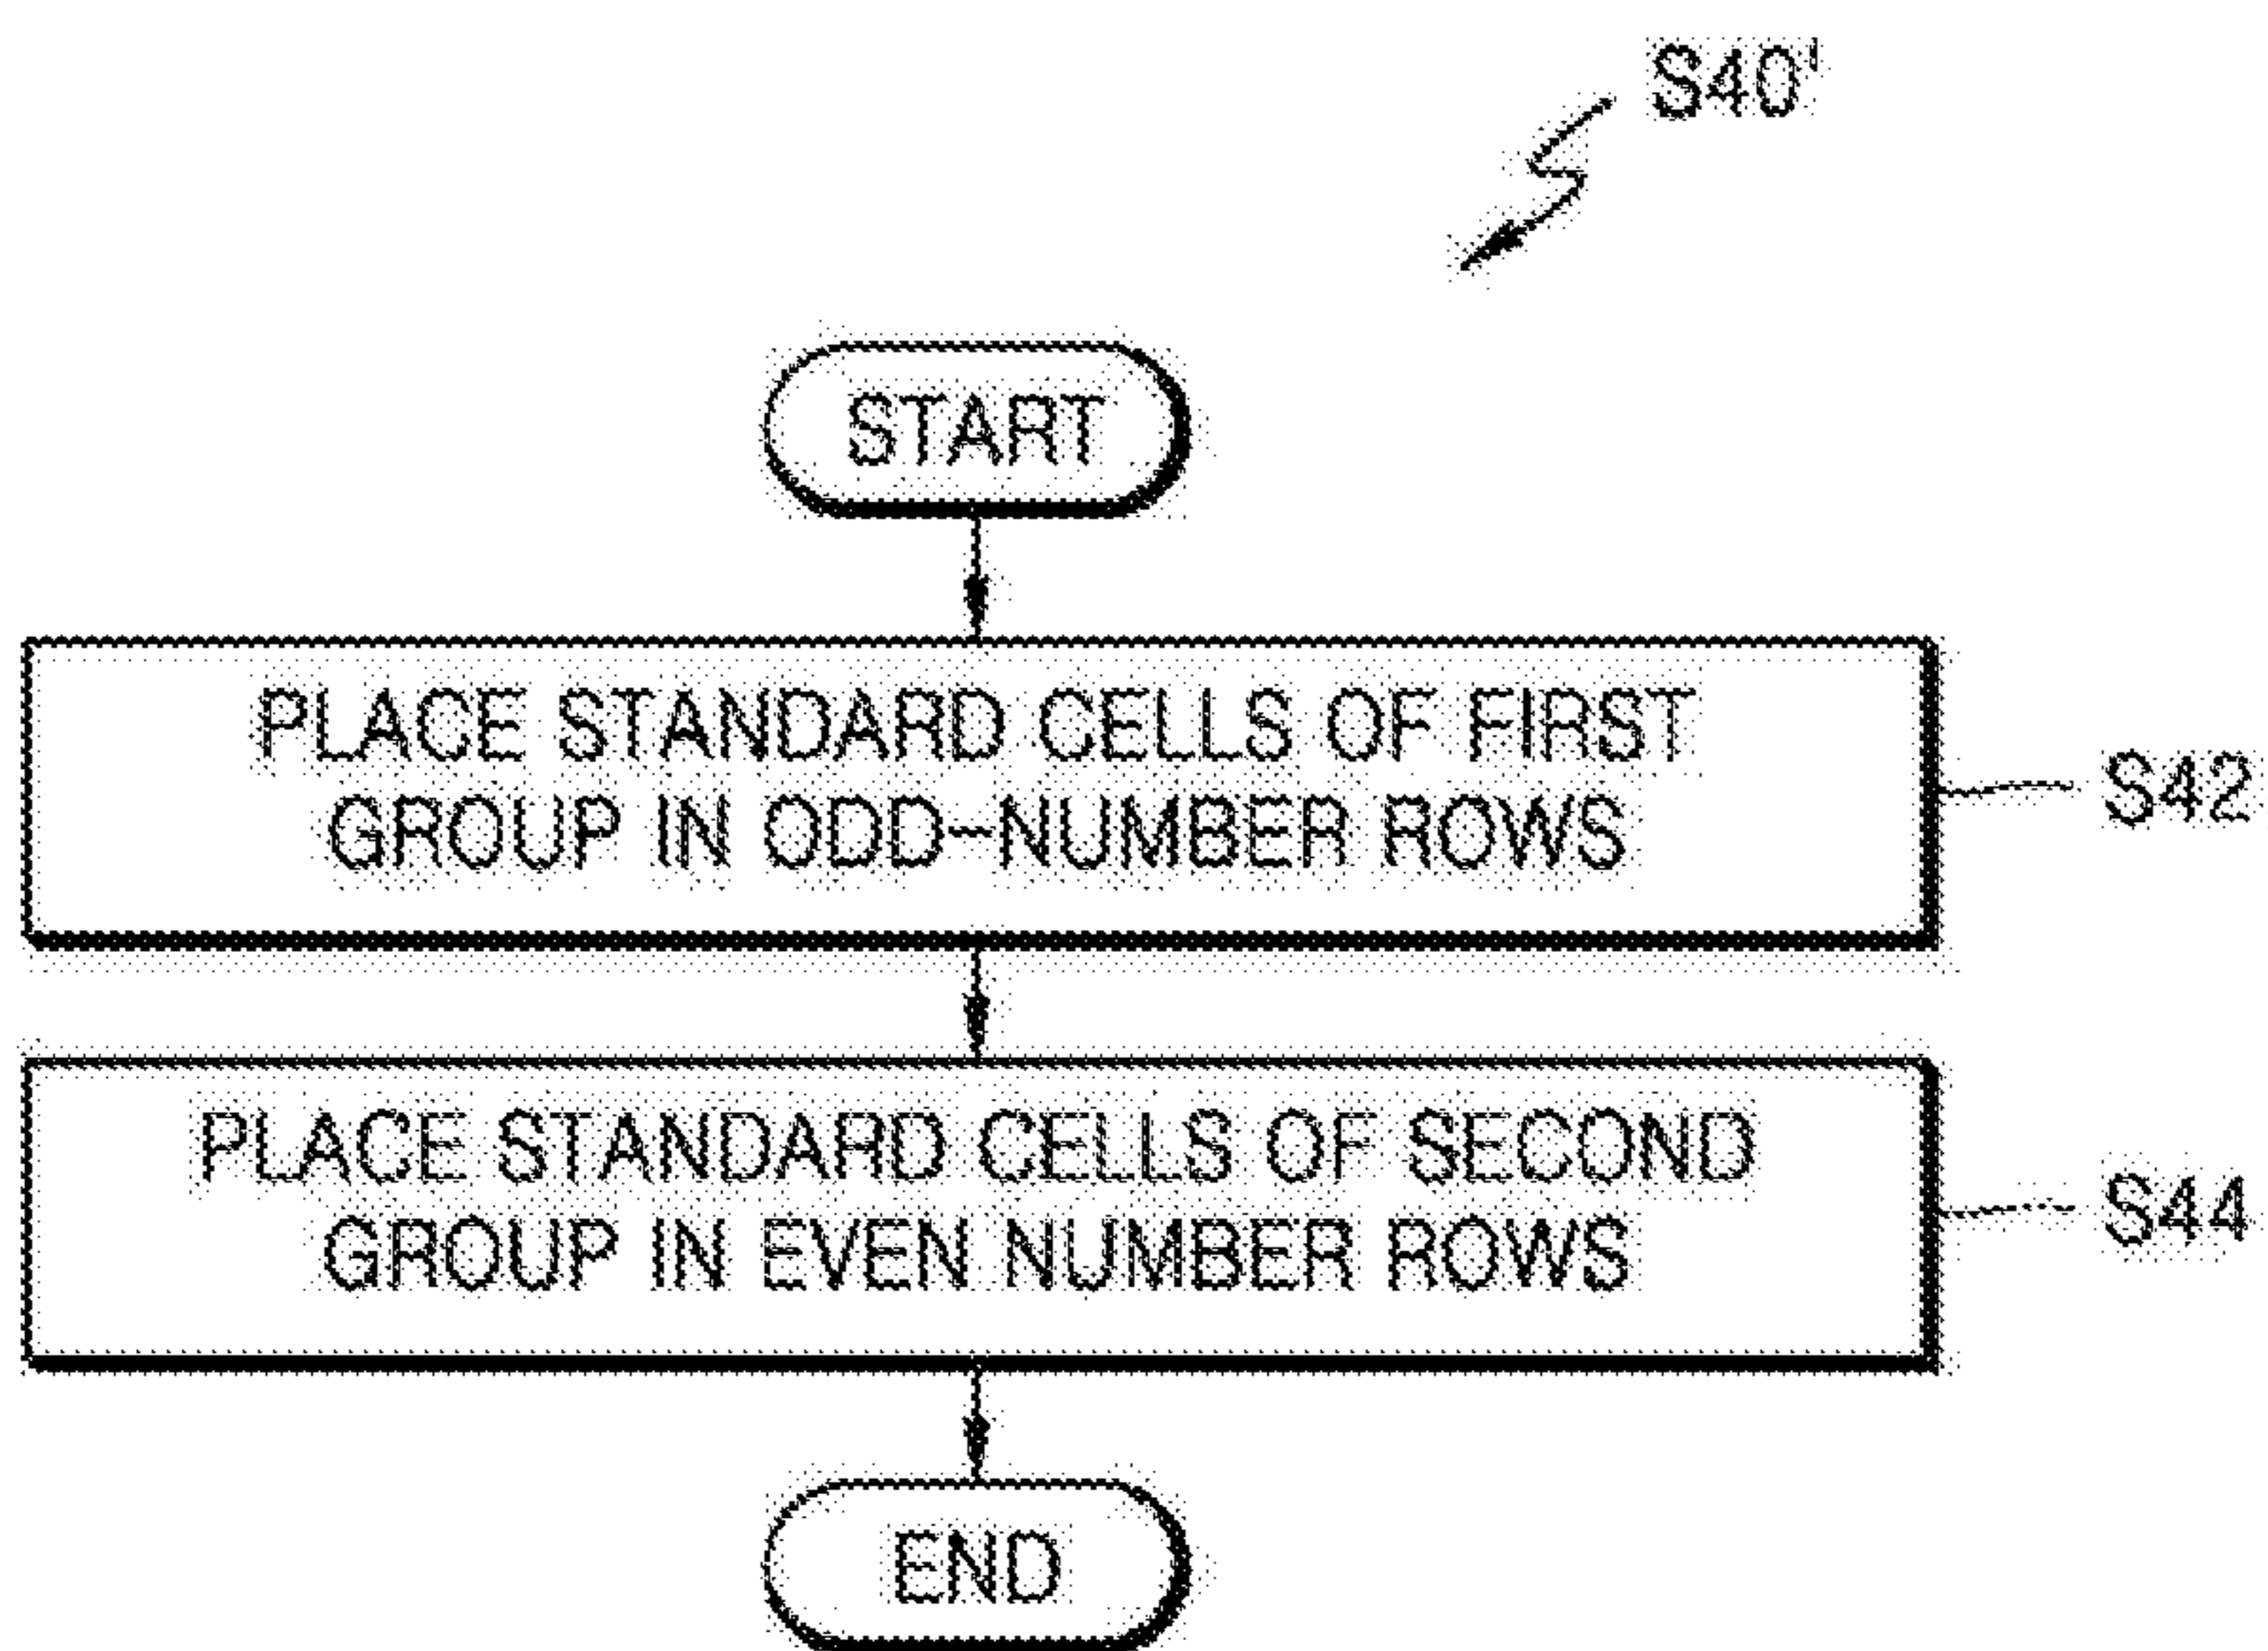 S40'
START
PLACE STANDARD CELLS OF FIRST
GROUP IN ODD-NUMBER ROWS
S42
PLACE STANDARD CELLS OF SECOND
GROUP IN EVEN NUMBER ROWS
S44
END